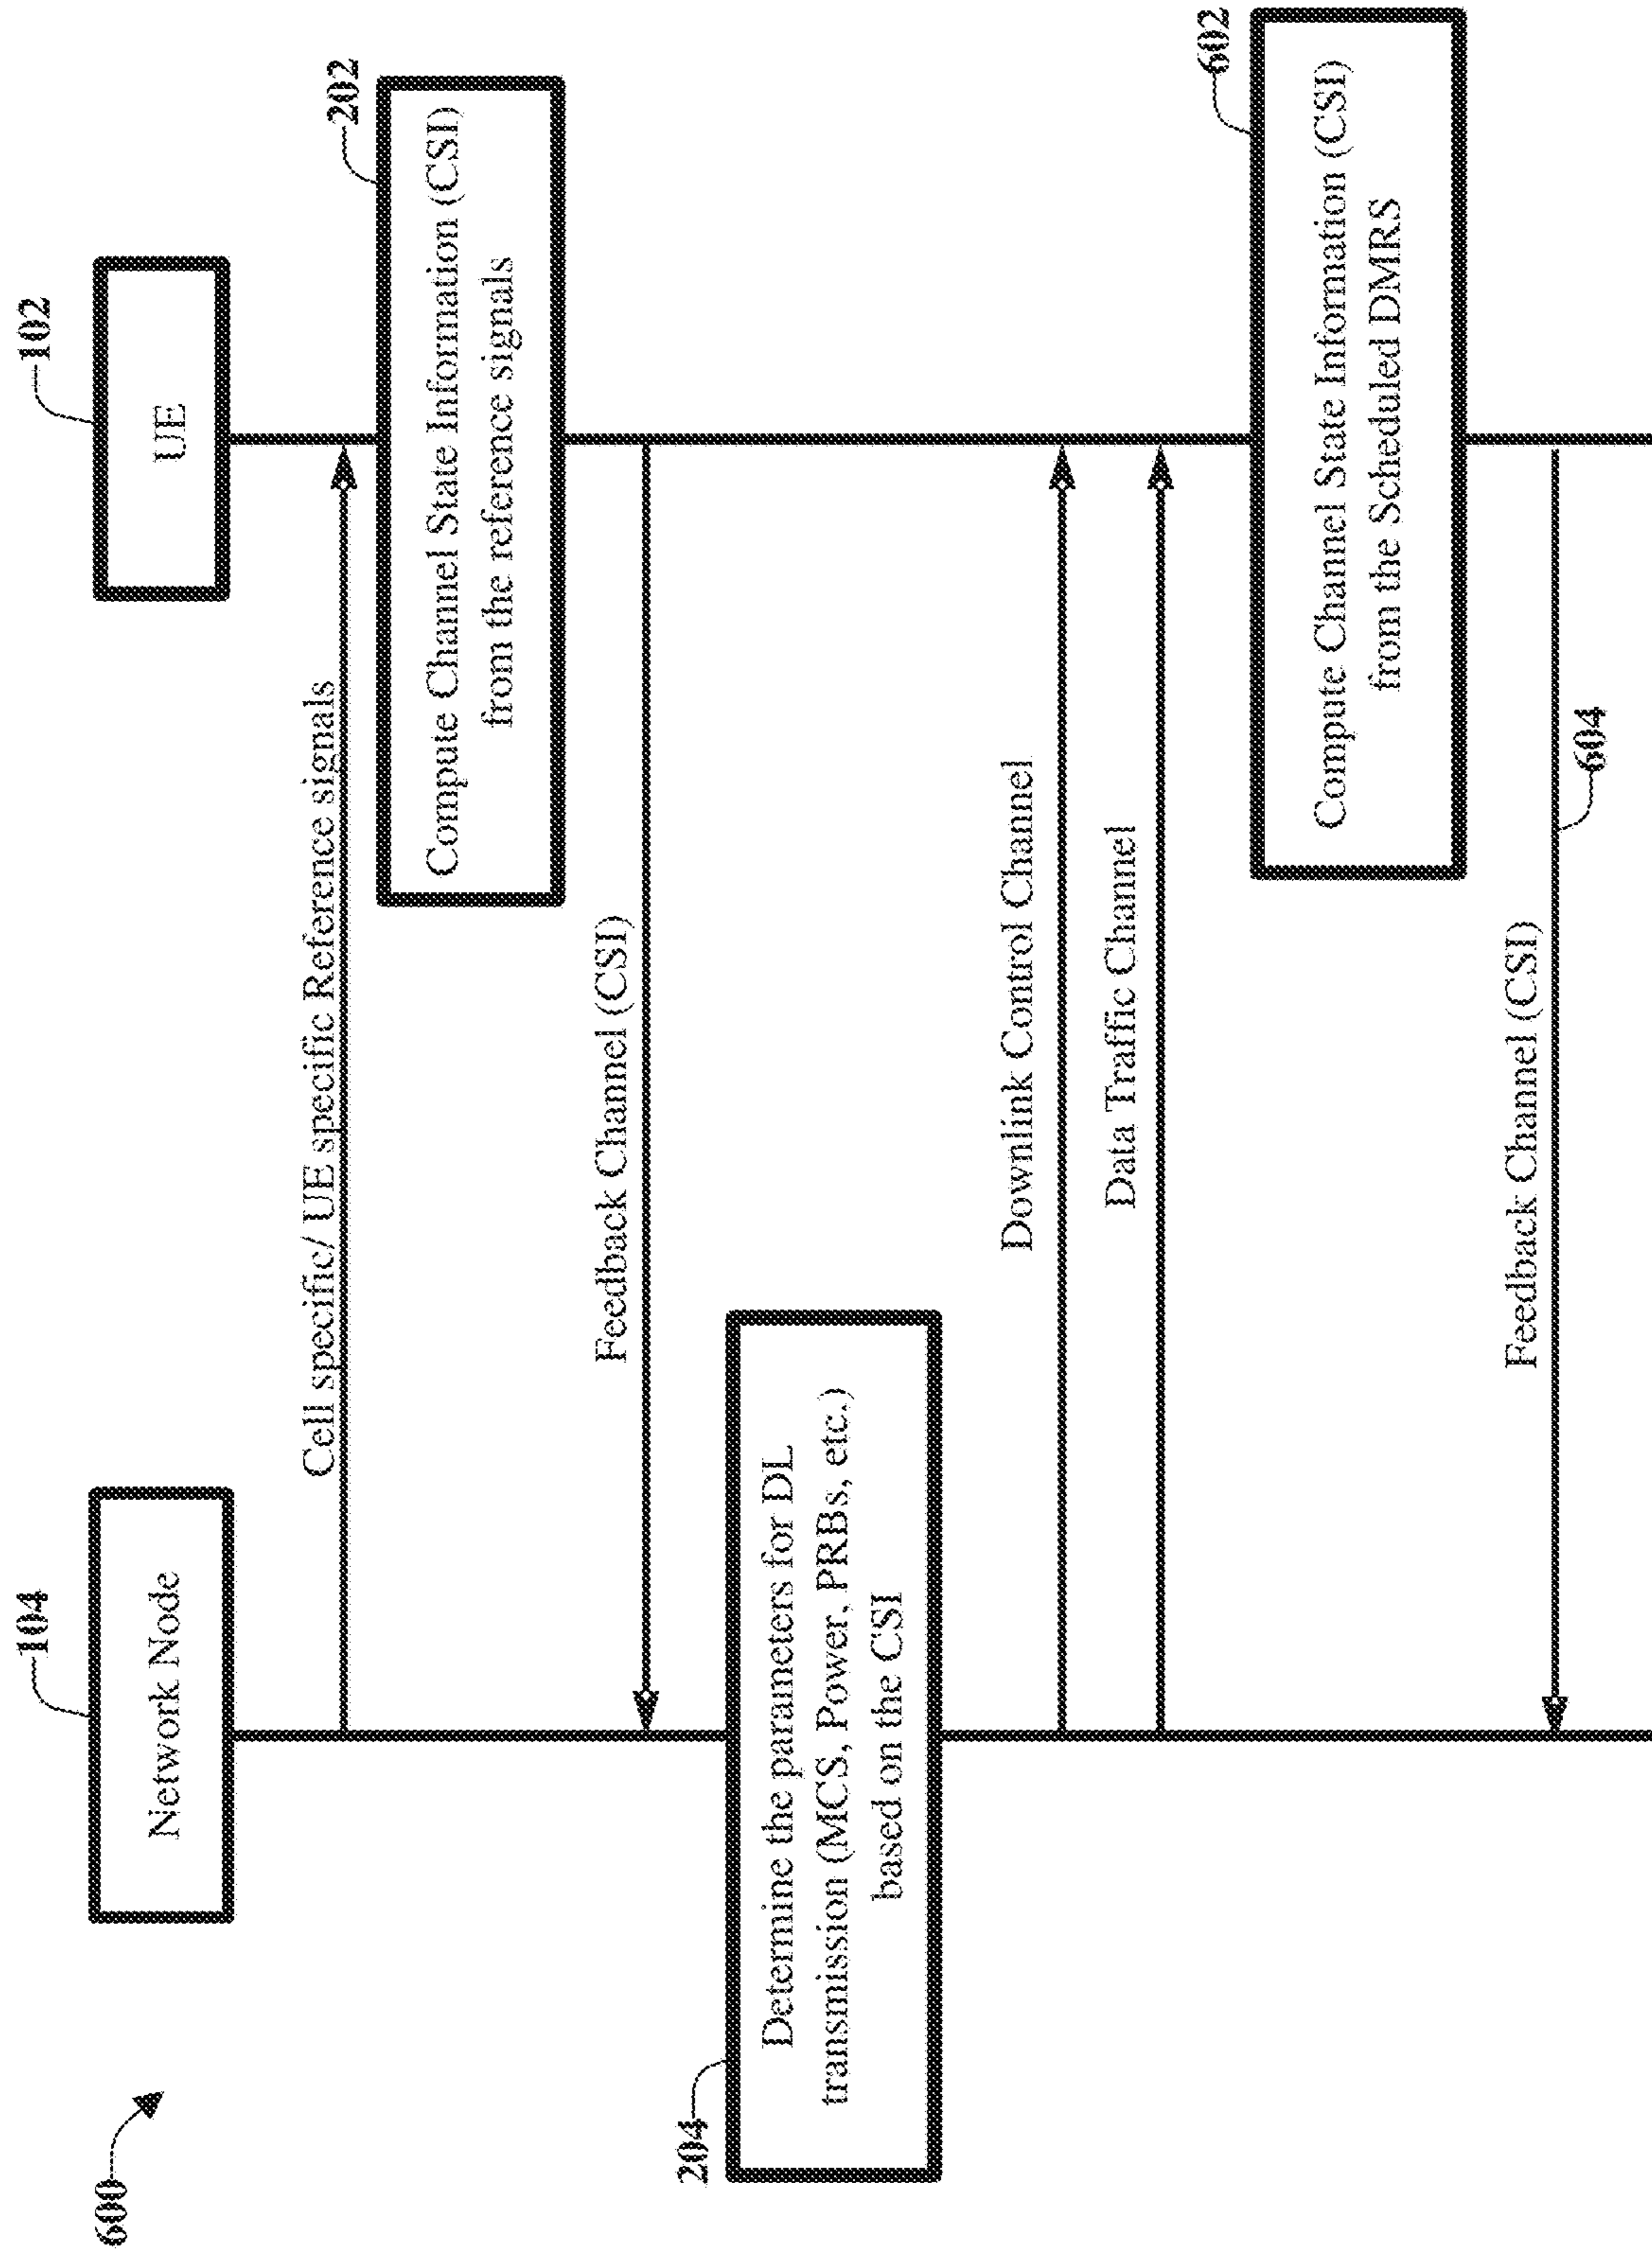 600
104
102
Network Node
UE
Cell specific/ UE specific Reference signals
202
Compute Channel State Information (CSI)
from the reference signals
Feedback Channel (CSI)
204
Determine the parameters for DL
transmission (MCS, Power, PRBs, etc.)
based on the CSI
Downlink Control Channel
Data Traffic Channel
602
Compute Channel State Information (CSI)
from the Scheduled DMRS
Feedback Channel (CSI)
604